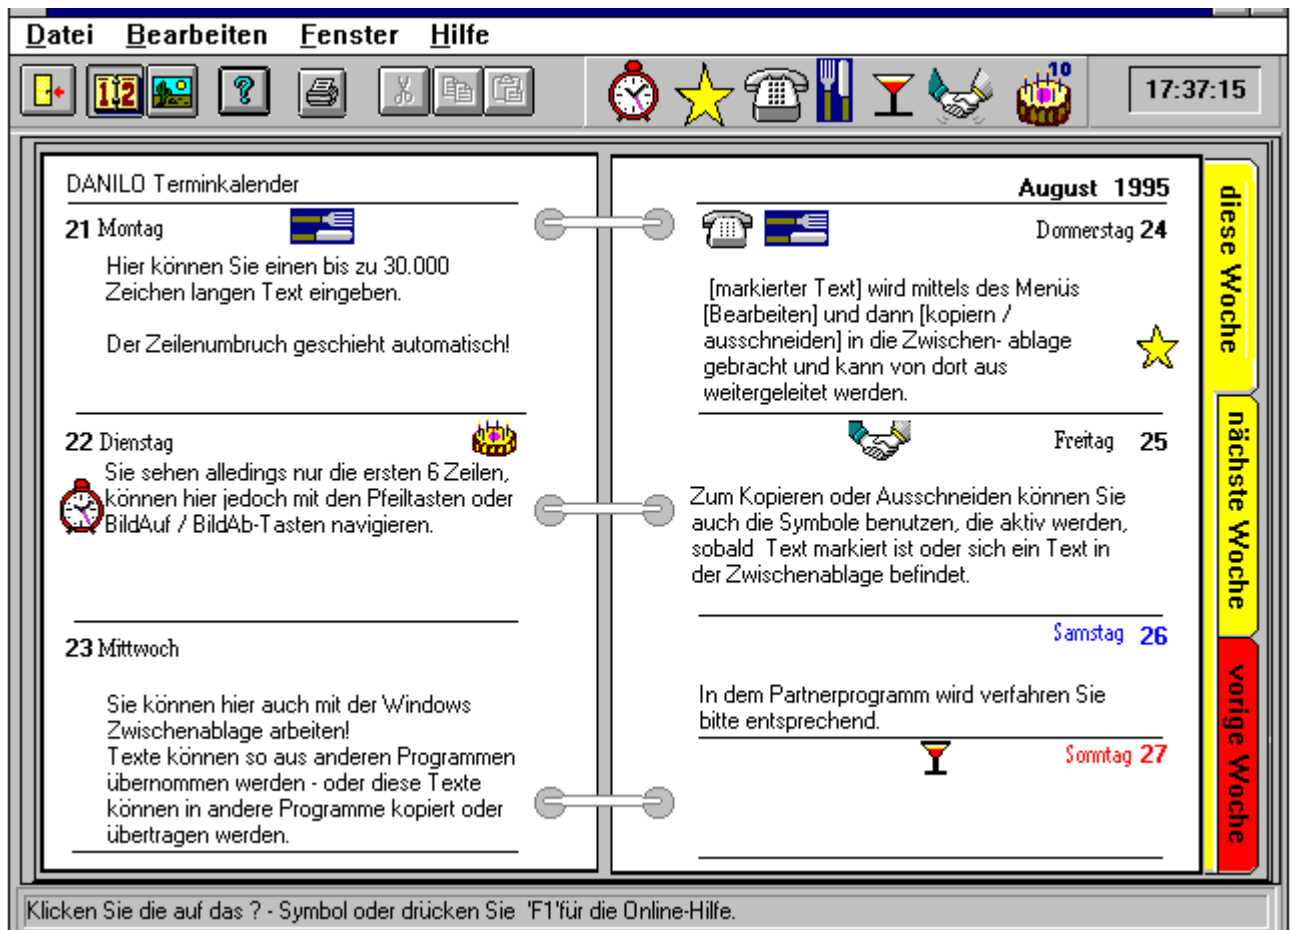 Datei Bearbeiten Fenster Hilfe
12
?
10
17:37:15
DANILO Terminkalender
21 Montag
Hier können Sie einen bis zu 30.000
Zeichen langen Text eingeben.
Der Zeilenumbruch geschieht automatisch!
22 Dienstag
Sie sehen alledings nur die ersten 6 Zeilen,
können hier jedoch mit den Pfeiltasten oder
BildAuf / BildAb-Tasten navigieren.
23 Mittwoch
Sie können hier auch mit der Windows
Zwischenablage arbeiten!
Texte können so aus anderen Programmen
übernommen werden - oder diese Texte
können in andere Programme kopiert oder
übertragen werden.
August 1995
Donnerstag 24
[markierter Text] wird mittels des Menüs
[Bearbeiten] und dann [kopiern /
ausschneiden] in die Zwischen- ablage
gebracht und kann von dort aus
weitergeleitet werden.
Freitag 25
Zum Kopieren oder Ausschneiden können Sie
auch die Symbole benutzen, die aktiv werden,
sobald Text markiert ist oder sich ein Text in
der Zwischenablage befindet.
Samstag 26
In dem Partnerprogramm wird verfahren Sie
bitte entsprechend.
Sonntag 27
diese Woche
nächste Woche
vorige Woche
Klicken Sie die auf das ? - Symbol oder drücken Sie 'F1'für die Online-Hilfe.